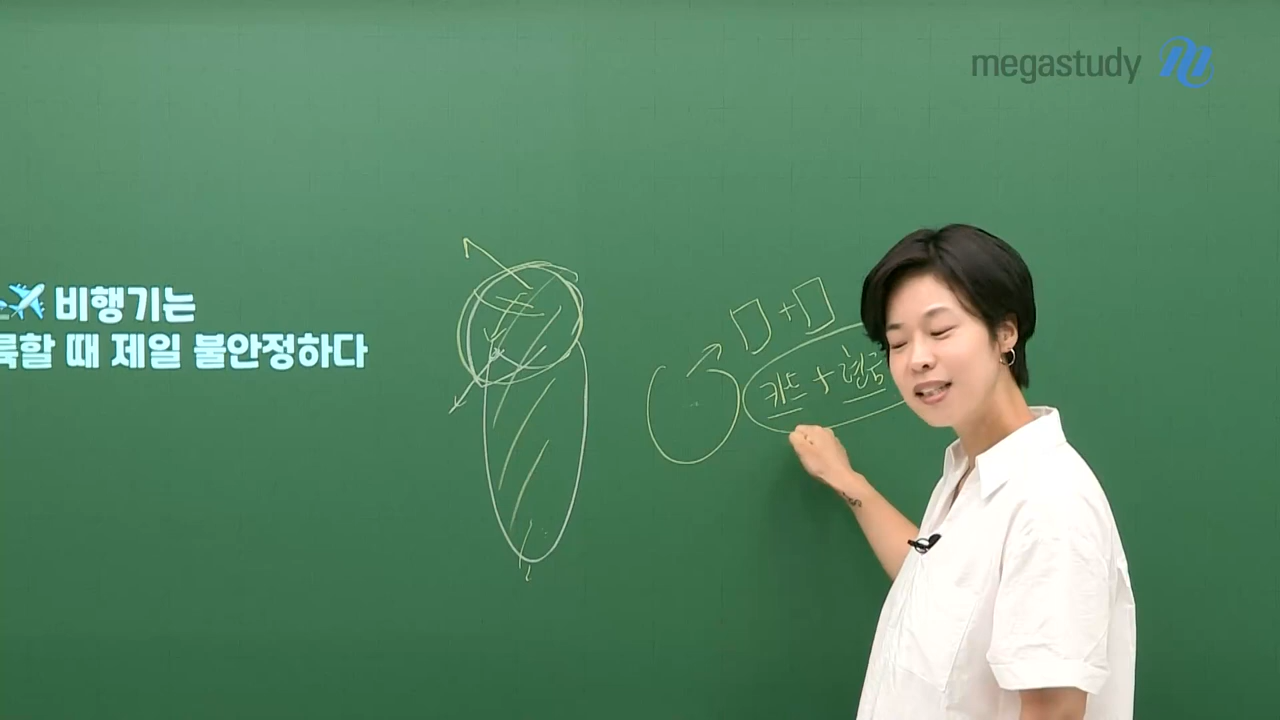 megastudy
비행기는
륙할 때 제일 불안정하다
카드 + 현금